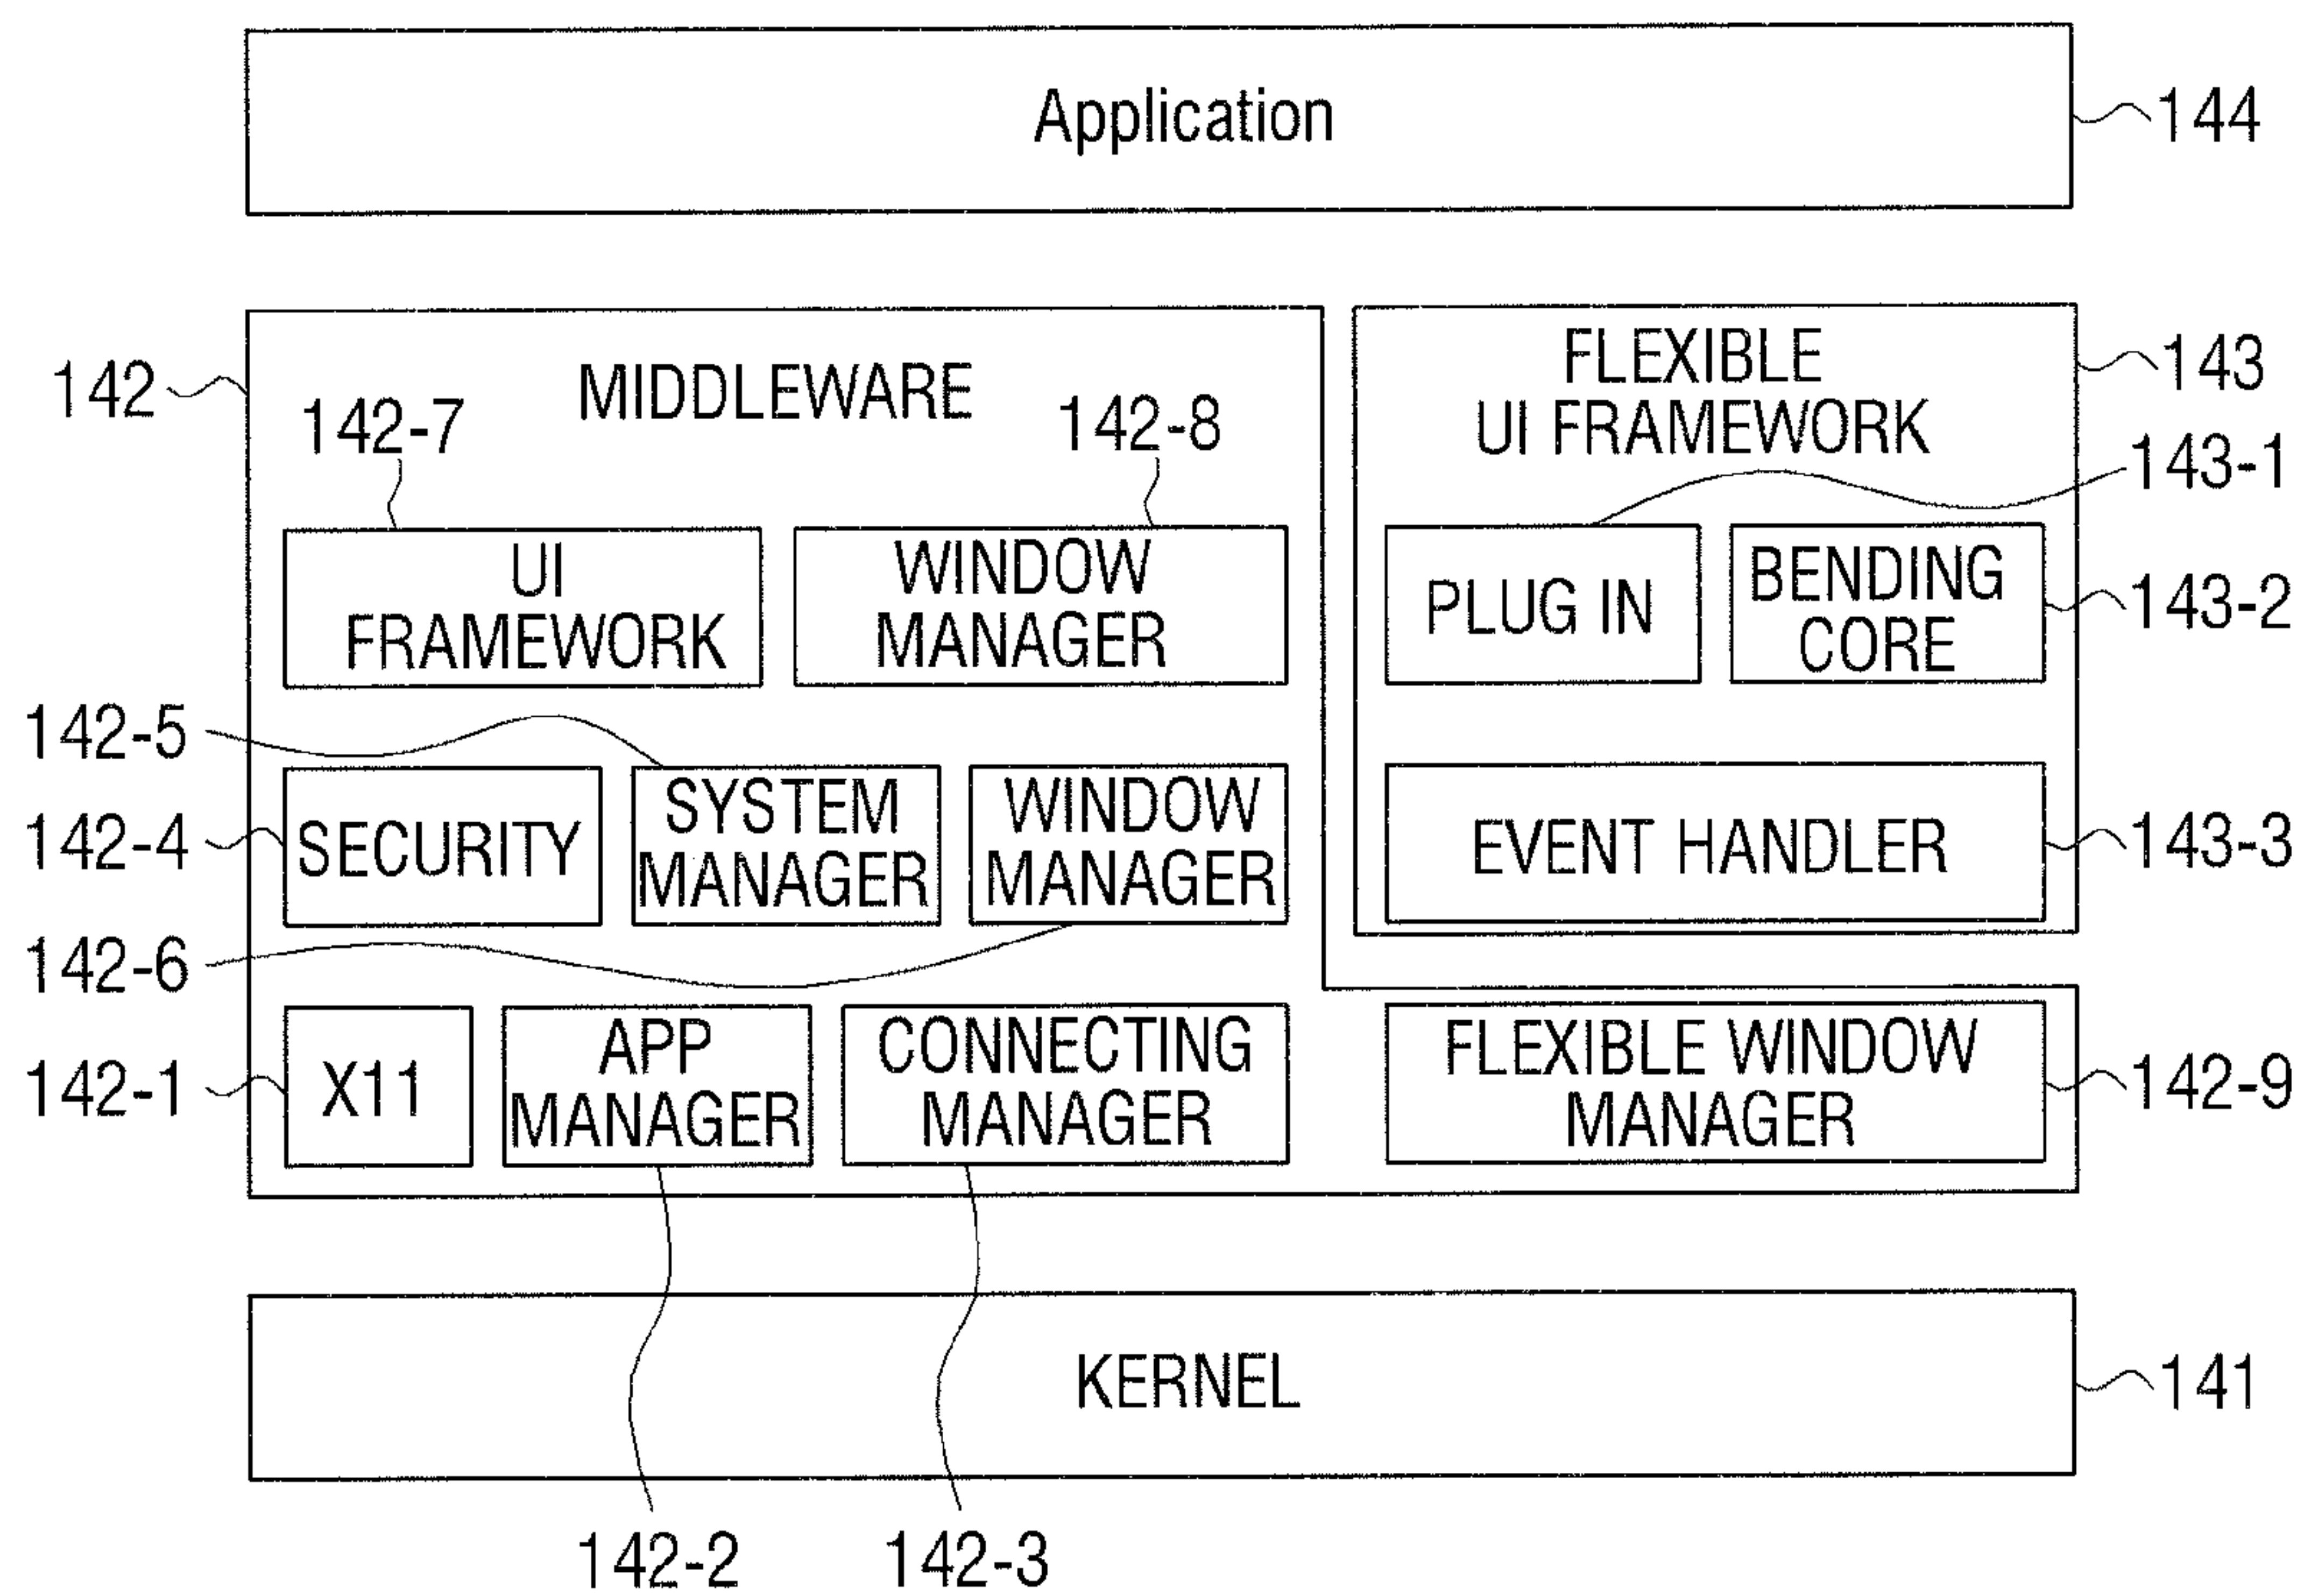 Application
144
142
MIDDLEWARE
142-7
142-8
FLEXIBLE
UI FRAMEWORK
143
143-1
UI
FRAMEWORK
WINDOW
MANAGER
PLUG IN
BENDING
CORE
143-2
142-5
142-4
SECURITY
SYSTEM
MANAGER
WINDOW
MANAGER
EVENT HANDLER
143-3
142-6
142-1
X11
APP
MANAGER
CONNECTING
MANAGER
FLEXIBLE WINDOW
MANAGER
142-9
KERNEL
141
142-2
142-3